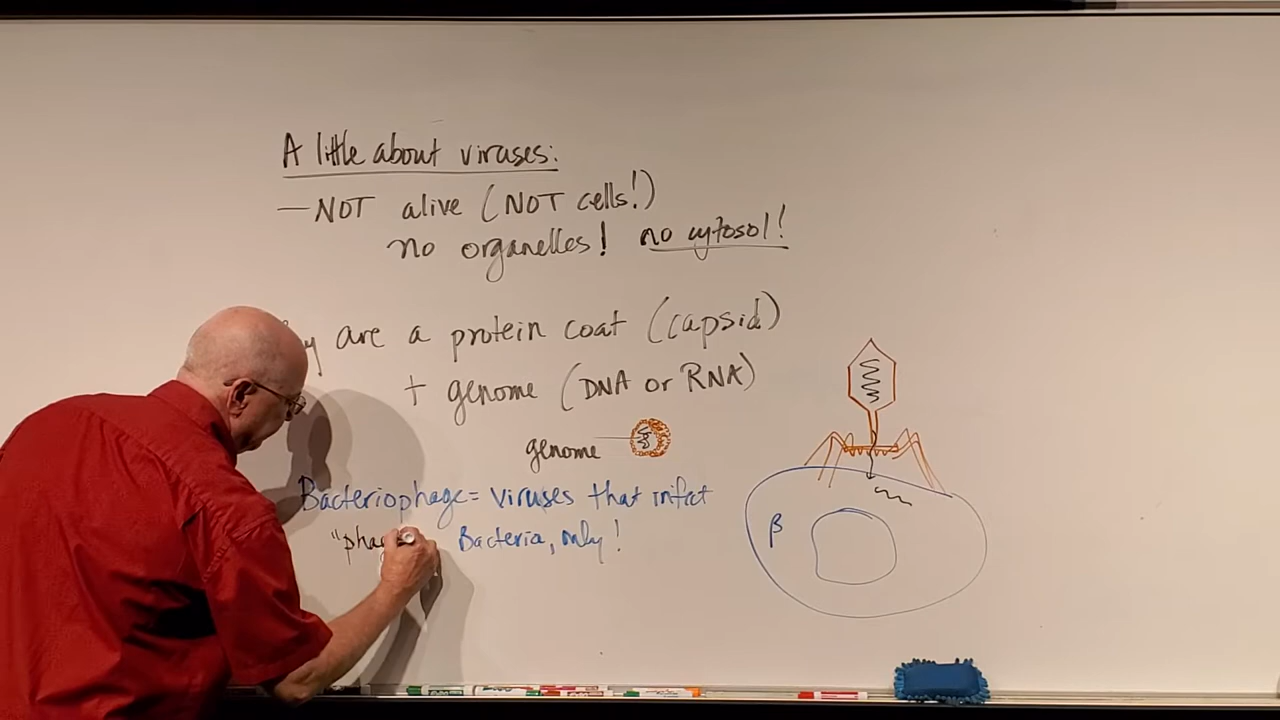 A little about viruses:
— NOT alive (NOT cells!)
no organelles! no cytosol!
are a protein coat (capsid)
+ genome (DNA or RNA)
genome
Bacteriophage = viruses that infect
"pha Bacteria, only!
β